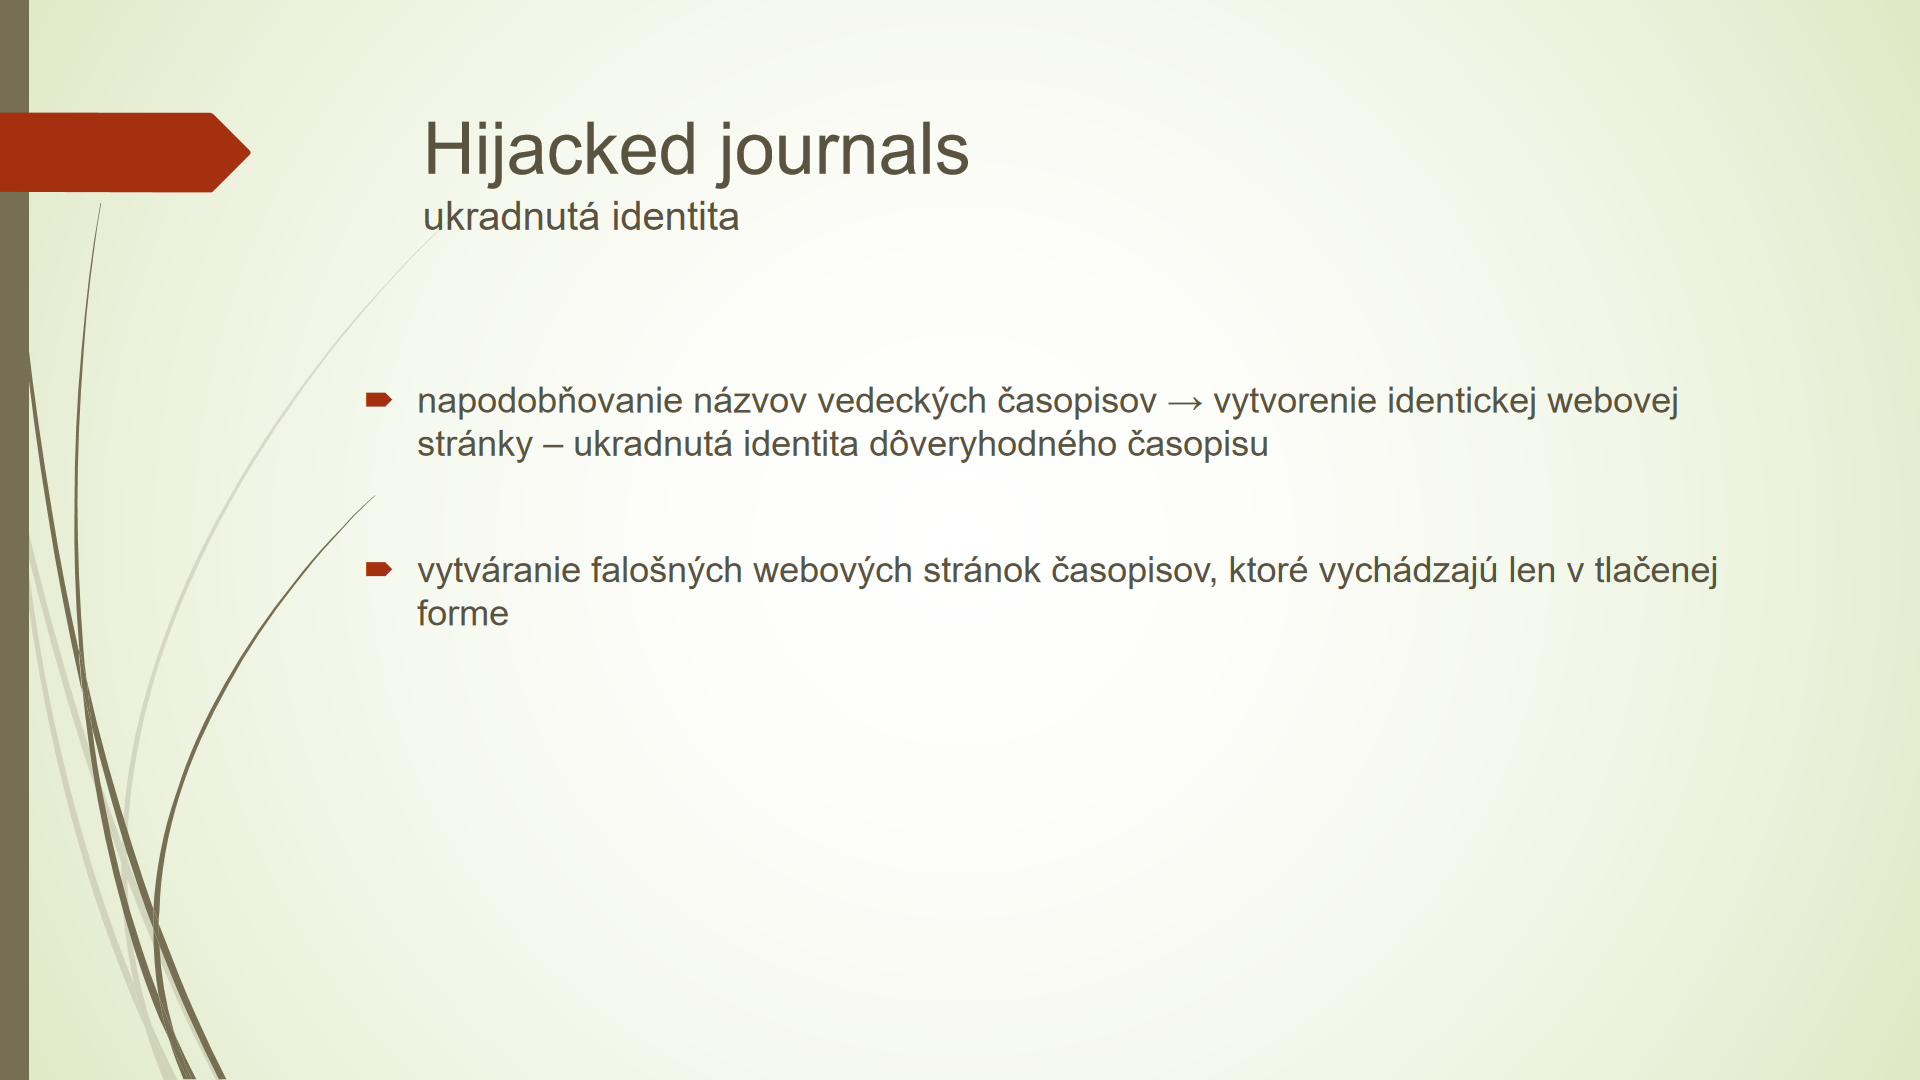 Hijacked journals
ukradnutá identita
napodobňovanie názvov vedeckých časopisov → vytvorenie identickej webovej
stránky – ukradnutá identita dôveryhodného časopisu
vytváranie falošných webových stránok časopisov, ktoré vychádzajú len v tlačenej
forme